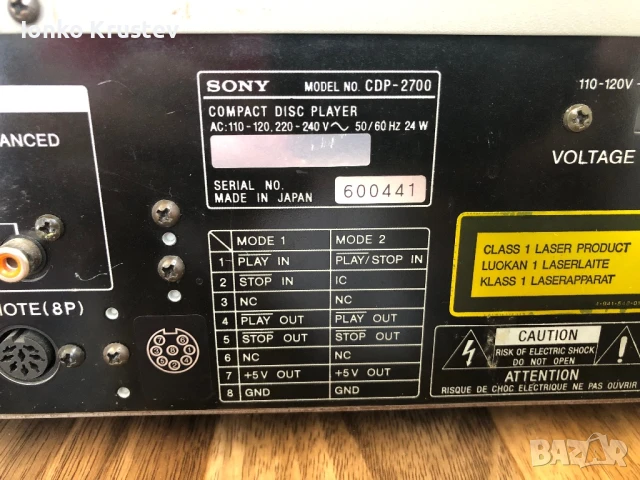 Ionko Krustev
SONY MODEL NO. CDP-2700
COMPACT DISC PLAYER
AC:110-120, 220-240 V~ 50/60 Hz 24 W
SERIAL NO. 600441
MADE IN JAPAN
110-120V
VOLTAGE
ANCED
OTE(8P)
MODE 1 MODE 2
1 PLAY IN PLAY/STOP IN
2 STOP IN IC
3 NC NC
4 PLAY OUT PLAY OUT
5 STOP OUT STOP OUT
6 NC NC
7 +5V OUT +5V OUT
8 GND GND
CLASS 1 LASER PRODUCT
LUOKAN 1 LASERLAITE
KLASS 1 LASERAPPARAT
CAUTION
RISK OF ELECTRIC SHOCK
DO NOT OPEN
ATTENTION
RISQUE DE CHOC ELECTRIQUE NE PAS OUVRIR
BAZAR
bg